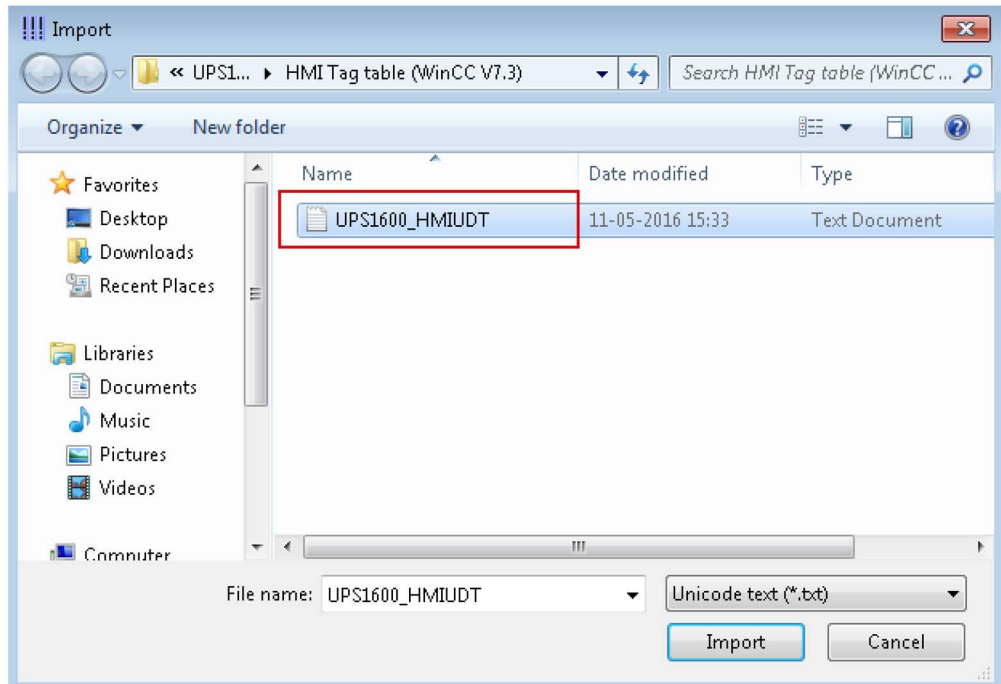 Import
« UPS1... ▸ HMI Tag table (WinCC V7.3)
Search HMI Tag table (WinCC ...
Organize
New folder
Name
Date modified
Type
UPS1600_HMIUDT
11-05-2016 15:33
Text Document
Favorites
Desktop
Downloads
Recent Places
Libraries
Documents
Music
Pictures
Videos
Computer
File name:
UPS1600_HMIUDT
Unicode text (*.txt)
Import
Cancel